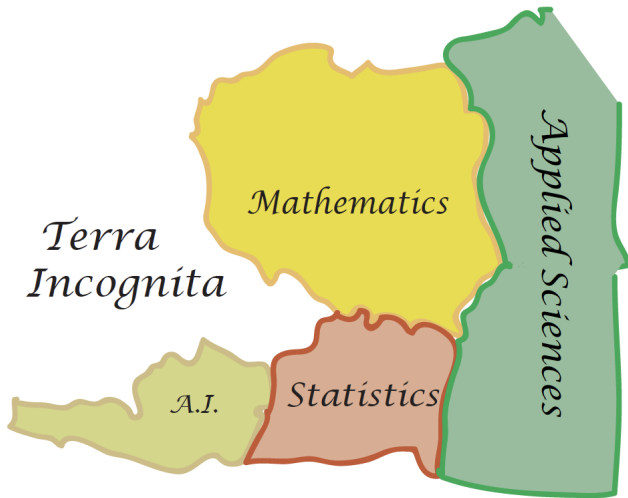 Mathematics
Applied Sciences
Terra
Incognita
A.I.
Statistics